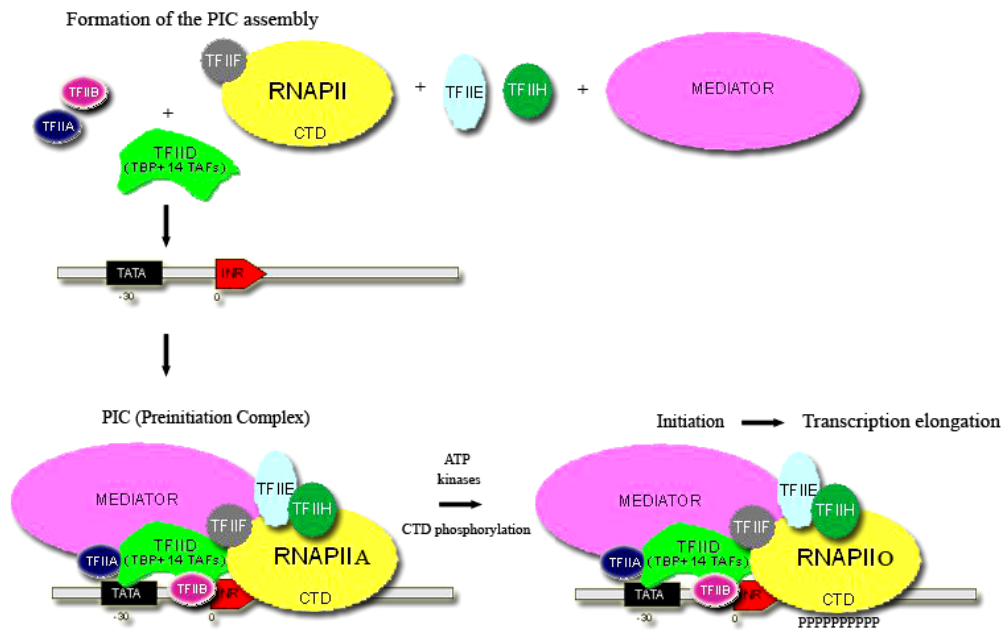 Formation of the PIC assembly
TFIIF
TFIIB
TFIIA
+
RNAPII
CTD
+
TFIIE
TFIIH
+
MEDIATOR
TFIID
(TBP+14 TAFs)
TATA
INR
-30
0
PIC (Preinitiation Complex)
MEDIATOR
TFIIE
TFIIH
TFIIF
TFIIA
TFIID
(TBP+14 TAFs)
RNAPIIA
TATA
TFIIB
INR
CTD
-30
0
ATP
kinases
CTD phosphorylation
Initiation
Transcription elongation
MEDIATOR
TFIIE
TFIIH
TFIIF
TFIIA
TFIID
(TBP+14 TAFs)
RNAPIIO
TATA
TFIIB
INR
CTD
-30
0
PPPPPPPPPP